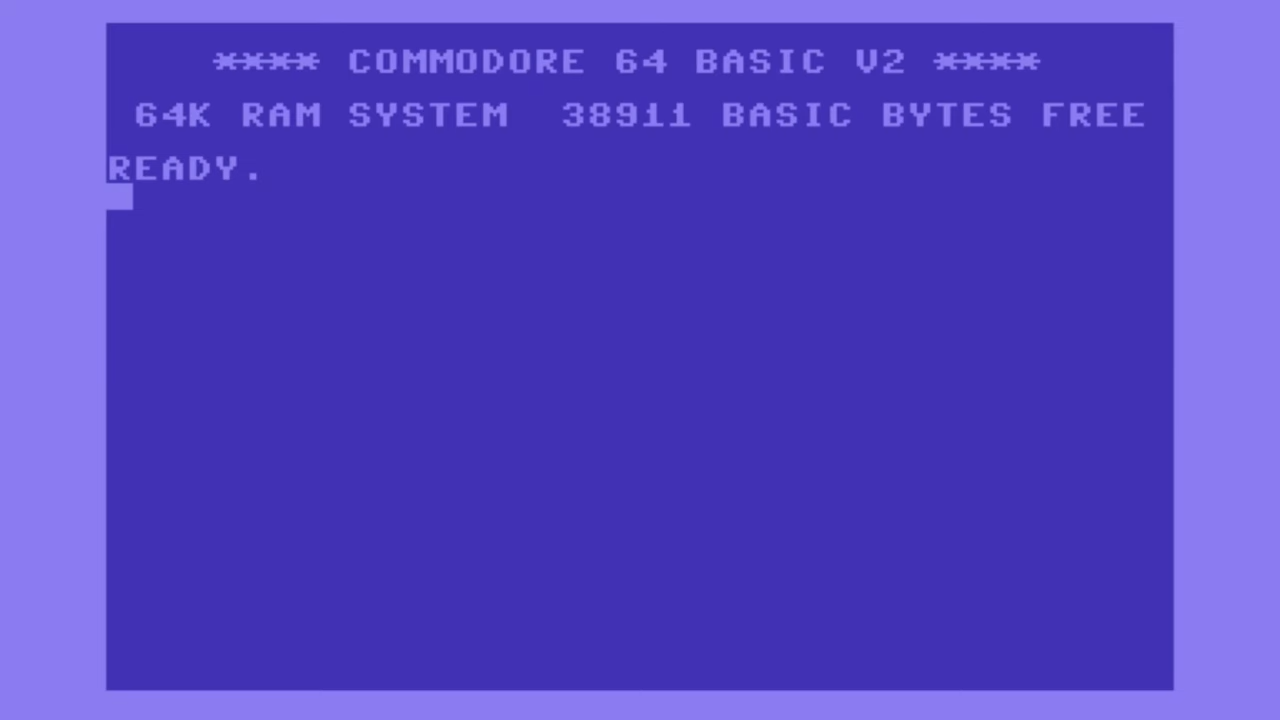 **** COMMODORE 64 BASIC V2 ****
64K RAM SYSTEM  38911 BASIC BYTES FREE
READY.